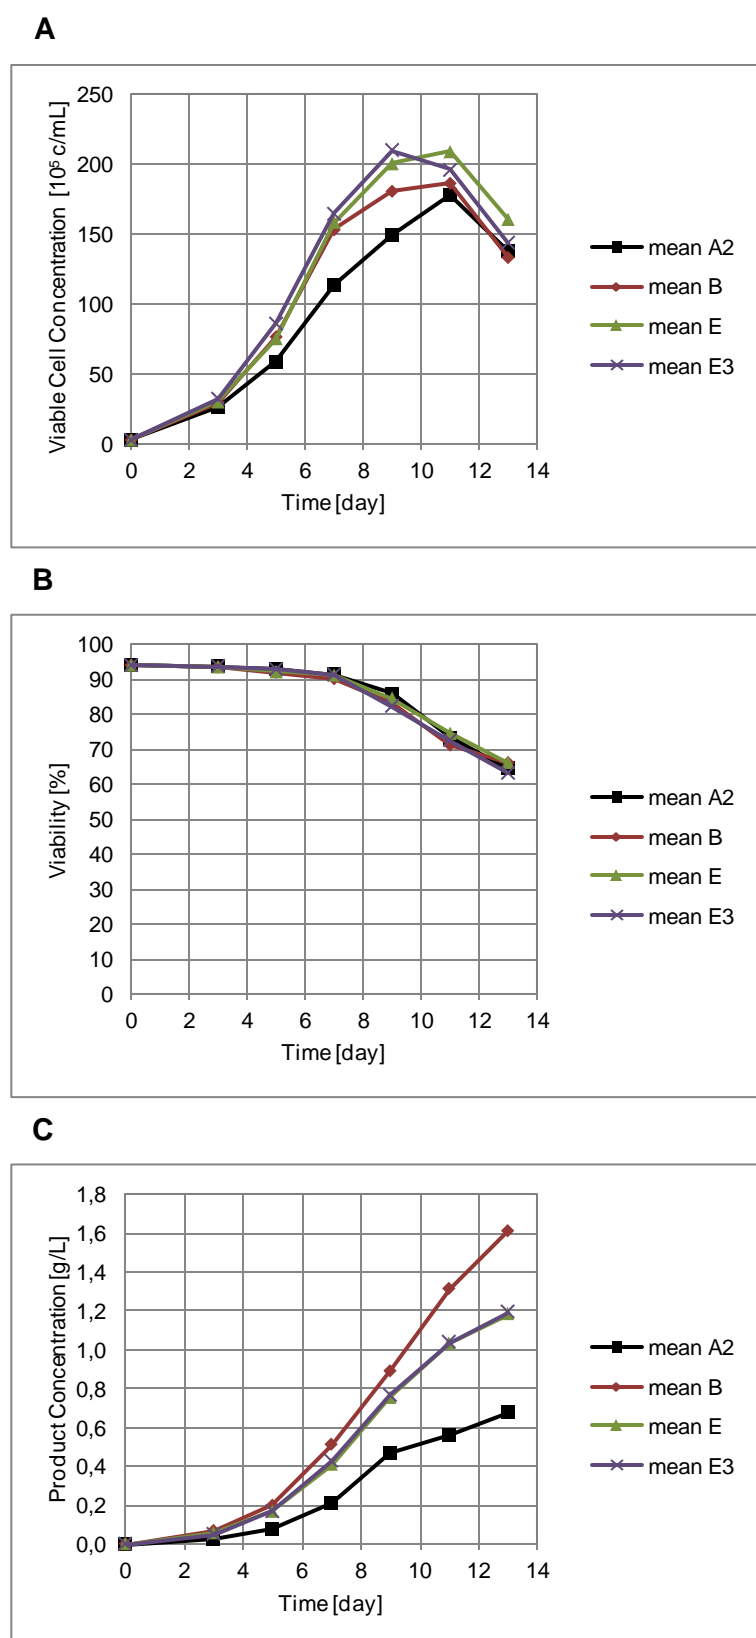 A
Viable Cell Concentration [10⁵ c/mL]
250
200
150
100
50
0
0 2 4 6 8 10 12 14
Time [day]
mean A2
mean B
mean E
mean E3
B
Viability [%]
100
90
80
70
60
50
40
30
20
10
0
0 2 4 6 8 10 12 14
Time [day]
mean A2
mean B
mean E
mean E3
C
Product Concentration [g/L]
1,8
1,6
1,4
1,2
1,0
0,8
0,6
0,4
0,2
0,0
0 2 4 6 8 10 12 14
Time [day]
mean A2
mean B
mean E
mean E3